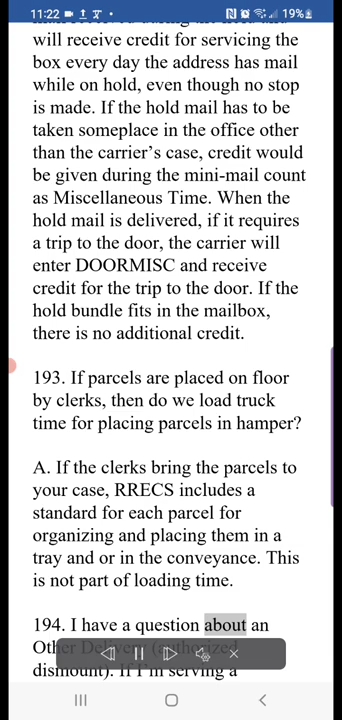 11:22 19%
will receive credit for servicing the
box every day the address has mail
while on hold, even though no stop
is made. If the hold mail has to be
taken someplace in the office other
than the carrier's case, credit would
be given during the mini-mail count
as Miscellaneous Time. When the
hold mail is delivered, if it requires
a trip to the door, the carrier will
enter DOORMISC and receive
credit for the trip to the door. If the
hold bundle fits in the mailbox,
there is no additional credit.
193. If parcels are placed on floor
by clerks, then do we load truck
time for placing parcels in hamper?
A. If the clerks bring the parcels to
your case, RRECS includes a
standard for each parcel for
organizing and placing them in a
tray and or in the conveyance. This
is not part of loading time.
194. I have a question about an
Other Delivery (authorized
dismount). If I'm serving a